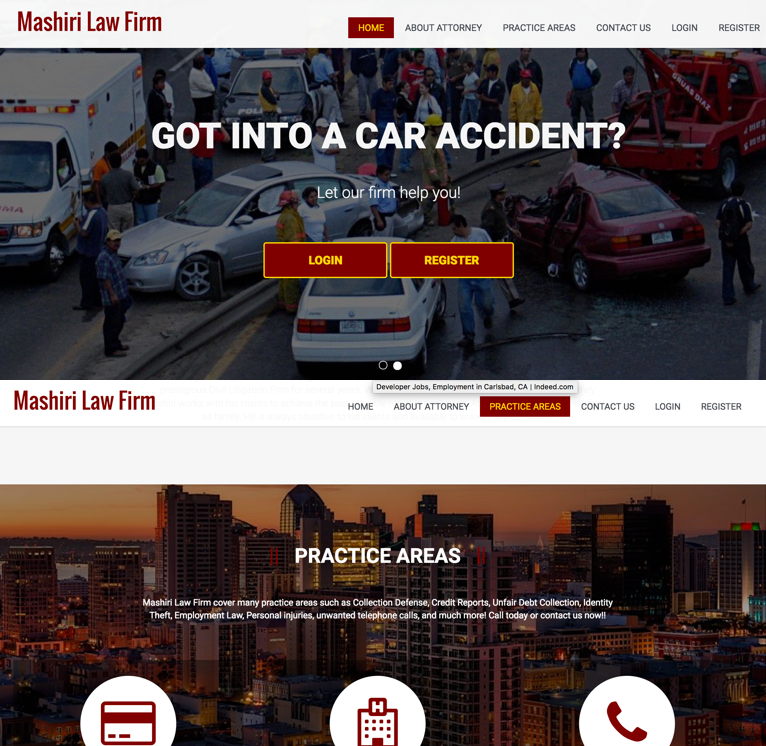 Mashiri Law Firm
HOME ABOUT ATTORNEY PRACTICE AREAS CONTACT US LOGIN REGISTER
GOT INTO A CAR ACCIDENT?
Let our firm help you!
LOGIN REGISTER
Developer Jobs, Employment in Carlsbad, CA | Indeed.com
Mashiri Law Firm
HOME ABOUT ATTORNEY PRACTICE AREAS CONTACT US LOGIN REGISTER
PRACTICE AREAS
Mashiri Law Firm cover many practice areas such as Collection Defense, Credit Reports, Unfair Debt Collection, Identity
Theft, Employment Law, Personal injuries, unwanted telephone calls, and much more! Call today or contact us now!!
H